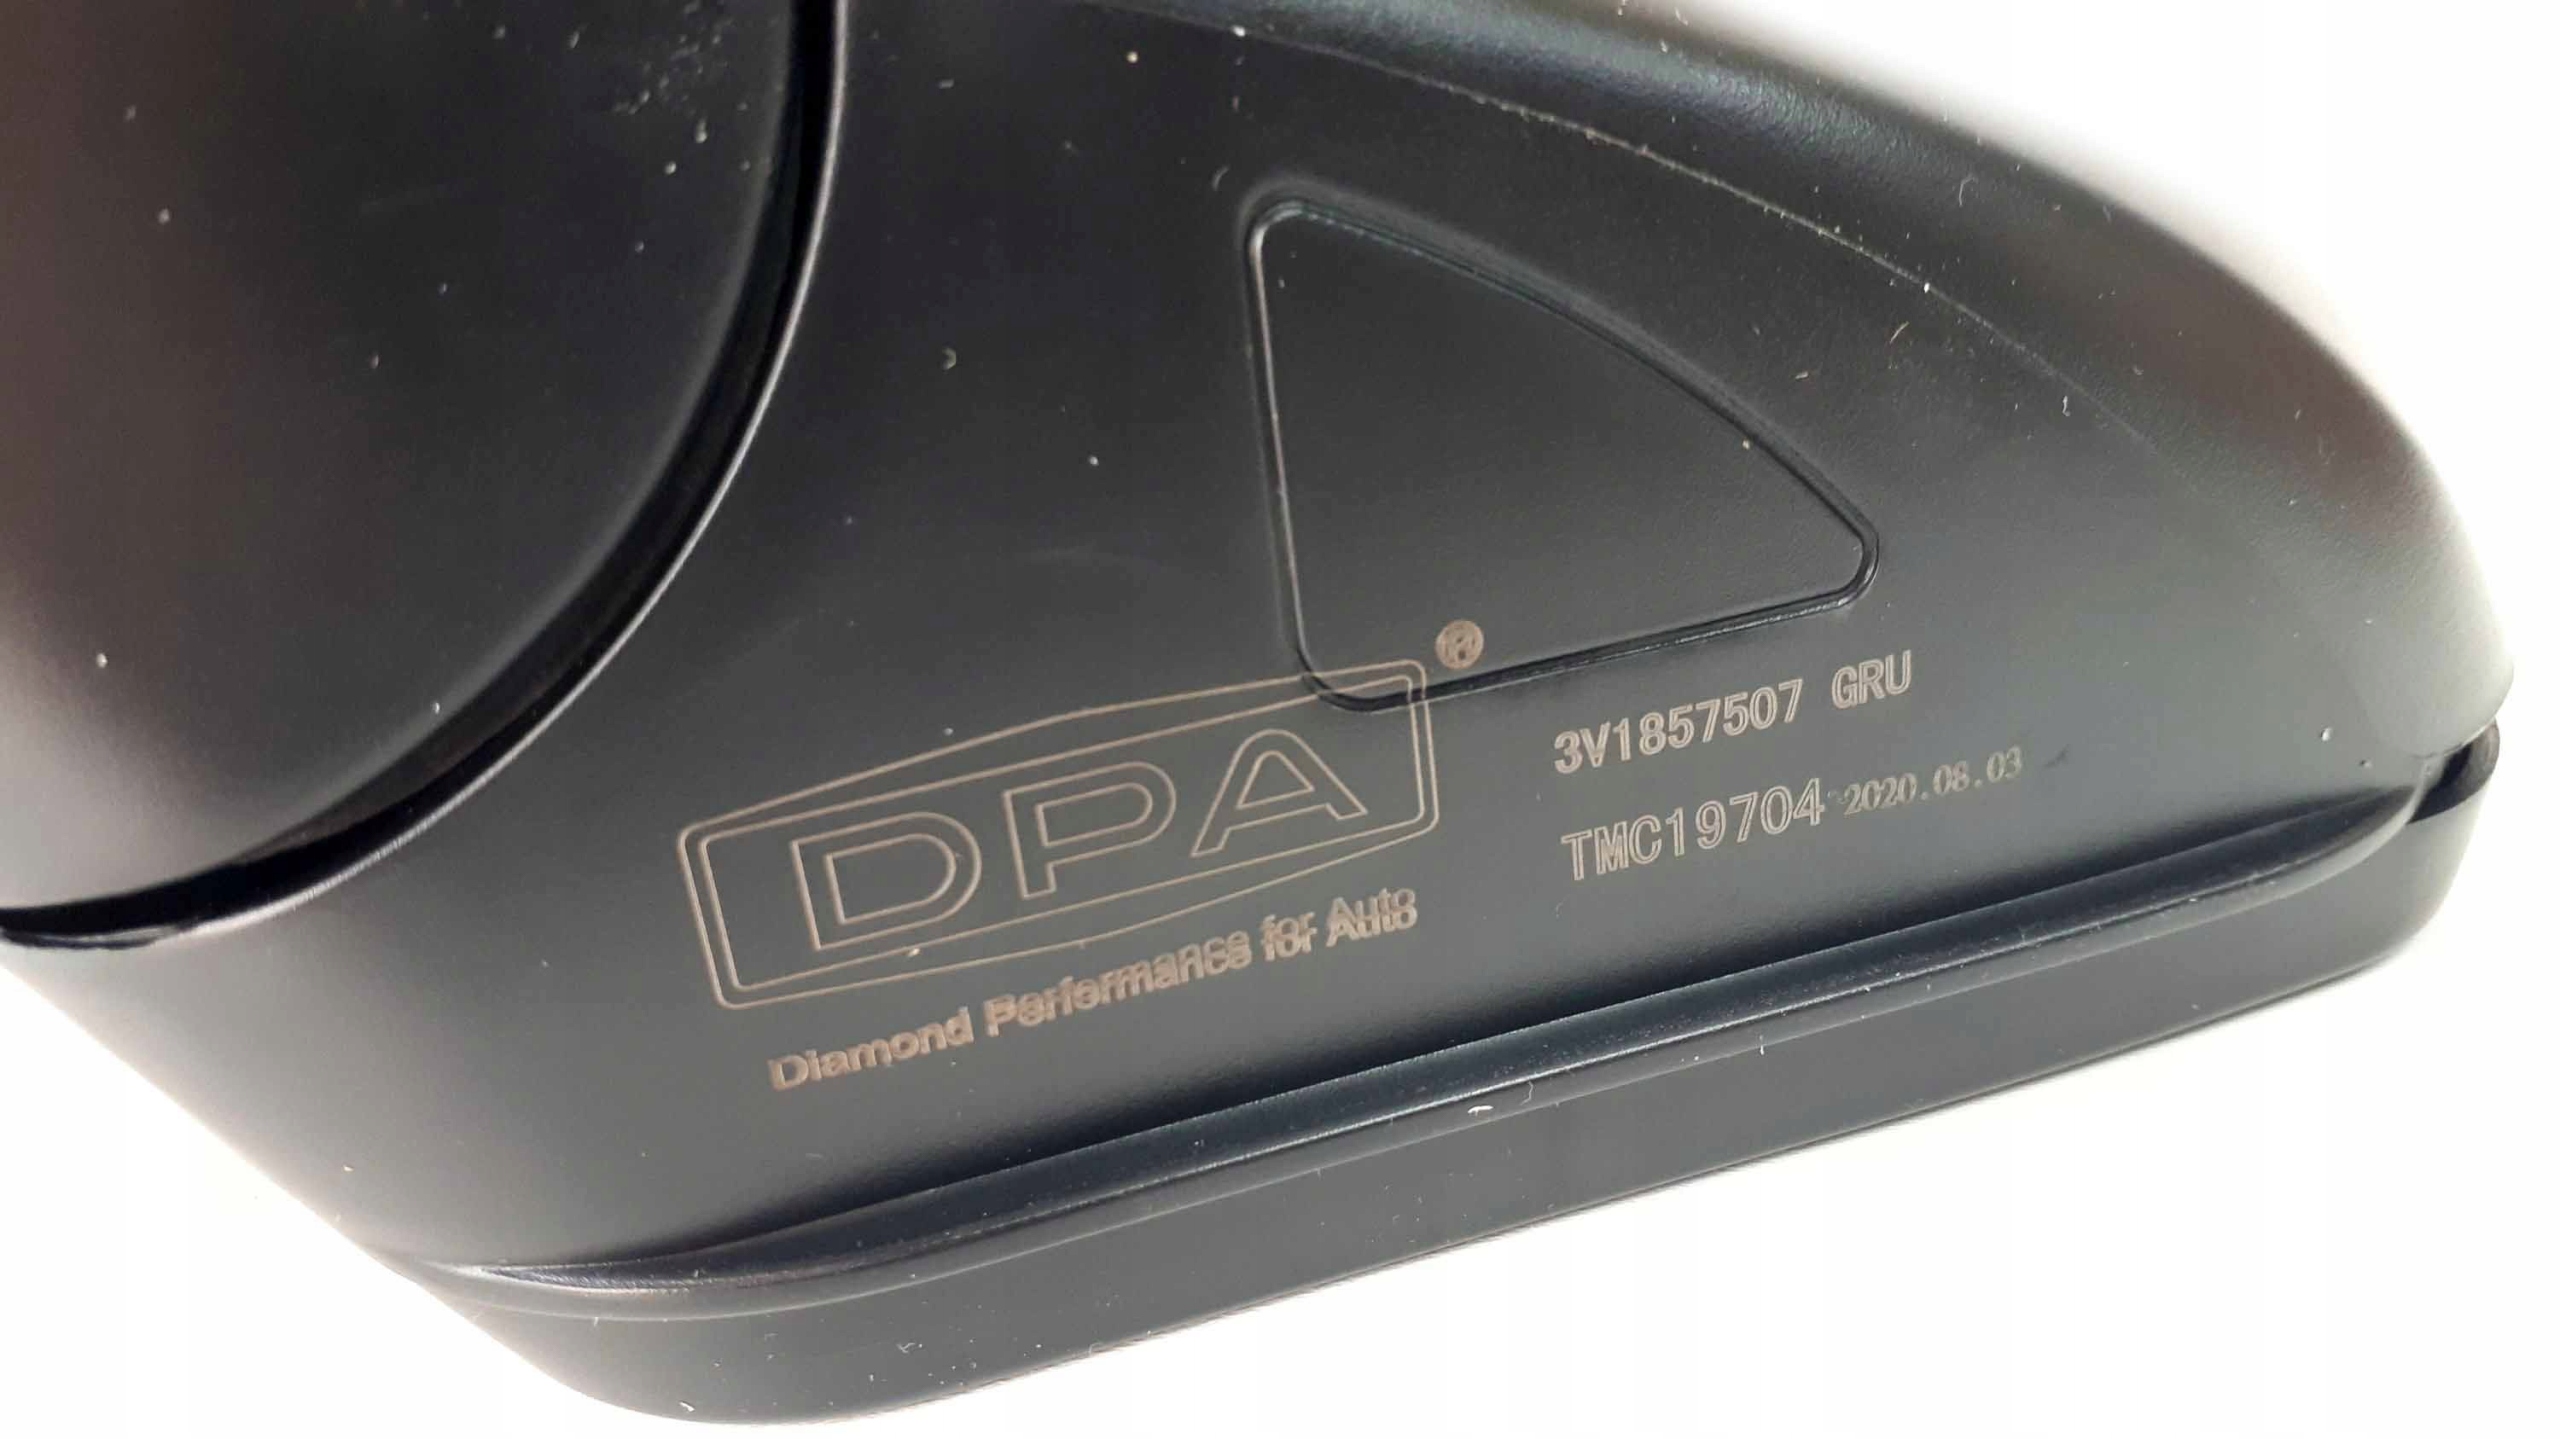 DPA®
Diamond Performance for Auto
3V1857507 GRU
TMC19704 2020.08.03